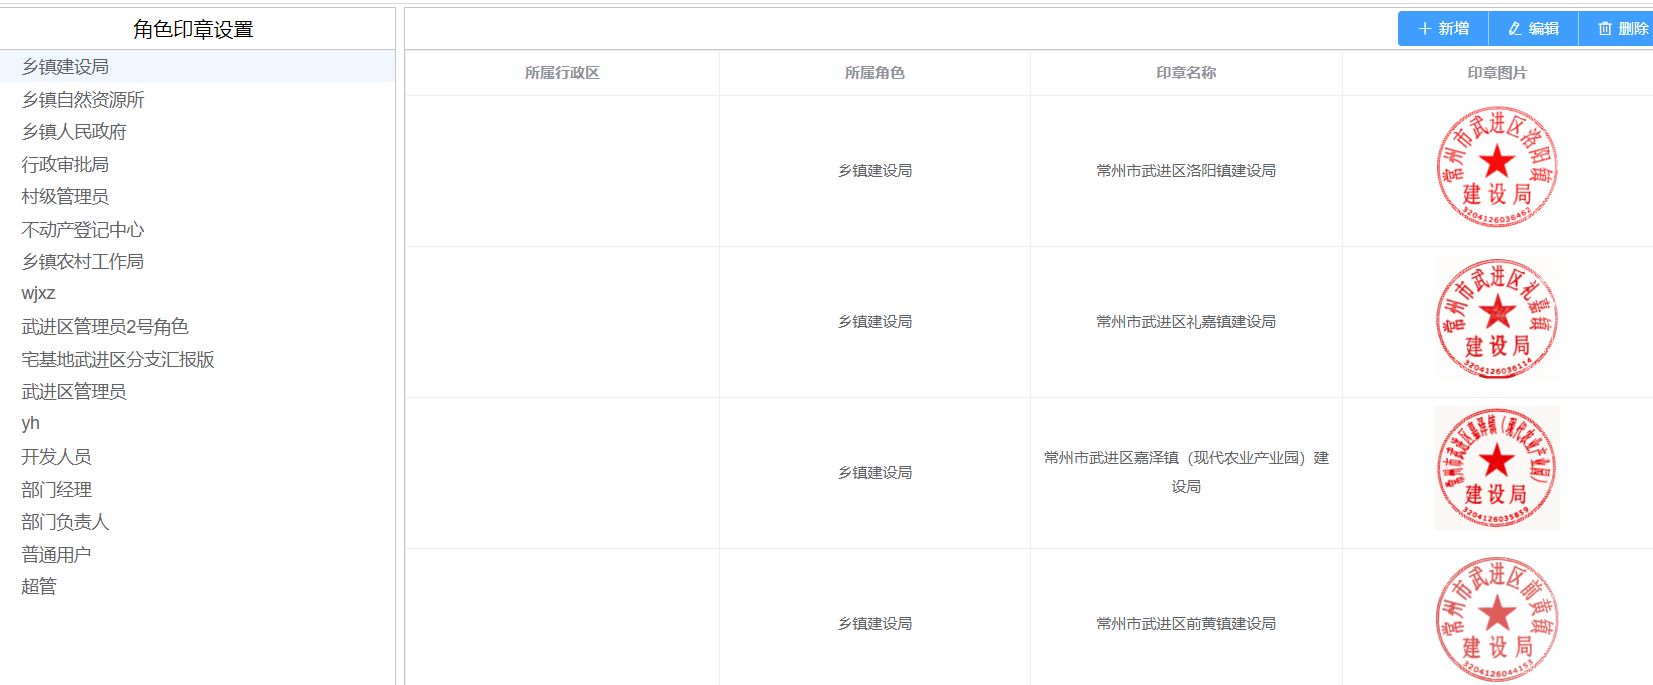 角色印章设置
乡镇建设局
乡镇自然资源所
乡镇人民政府
行政审批局
村级管理员
不动产登记中心
乡镇农村工作局
wjxz
武进区管理员2号角色
宅基地武进区分支汇报版
武进区管理员
yh
开发人员
部门经理
部门负责人
普通用户
超管
新增 编辑 删除
所属行政区 所属角色 印章名称 印章图片
乡镇建设局 常州市武进区洛阳镇建设局
常州市武进区洛阳镇
建设局
3204126036462
乡镇建设局 常州市武进区礼嘉镇建设局
常州市武进区礼嘉镇
建设局
3204126036114
乡镇建设局 常州市武进区嘉泽镇（现代农业产业园）建
设局
常州市武进区嘉泽镇（现代农业产业园）
建设局
3204126035859
乡镇建设局 常州市武进区前黄镇建设局
常州市武进区前黄镇
建设局
3204126044153